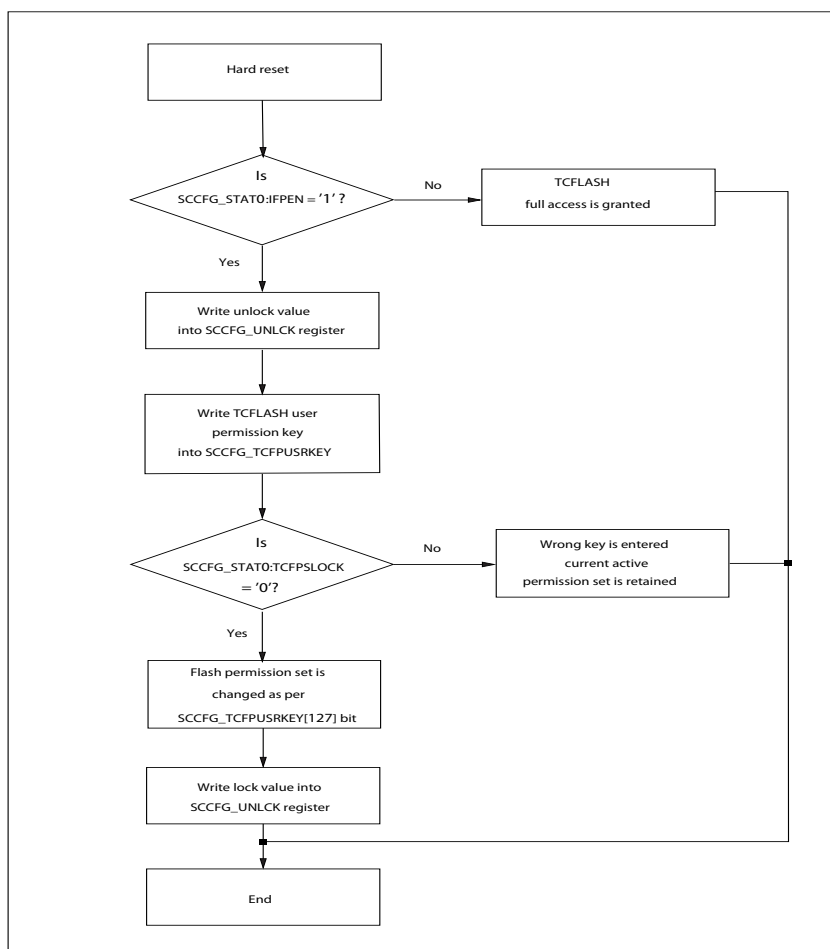 Hard reset
Is
SCCFG_STAT0:IFPEN = '1' ?
No
TCFLASH
full access is granted
Yes
Write unlock value
into SCCFG_UNLCK register
Write TCFLASH user
permission key
into SCCFG_TCFPUSRKEY
Is
SCCFG_STAT0:TCFPSLOCK
= '0'?
No
Wrong key is entered
current active
permission set is retained
Yes
Flash permission set is
changed as per
SCCFG_TCFPUSRKEY[127] bit
Write lock value into
SCCFG_UNLCK register
End